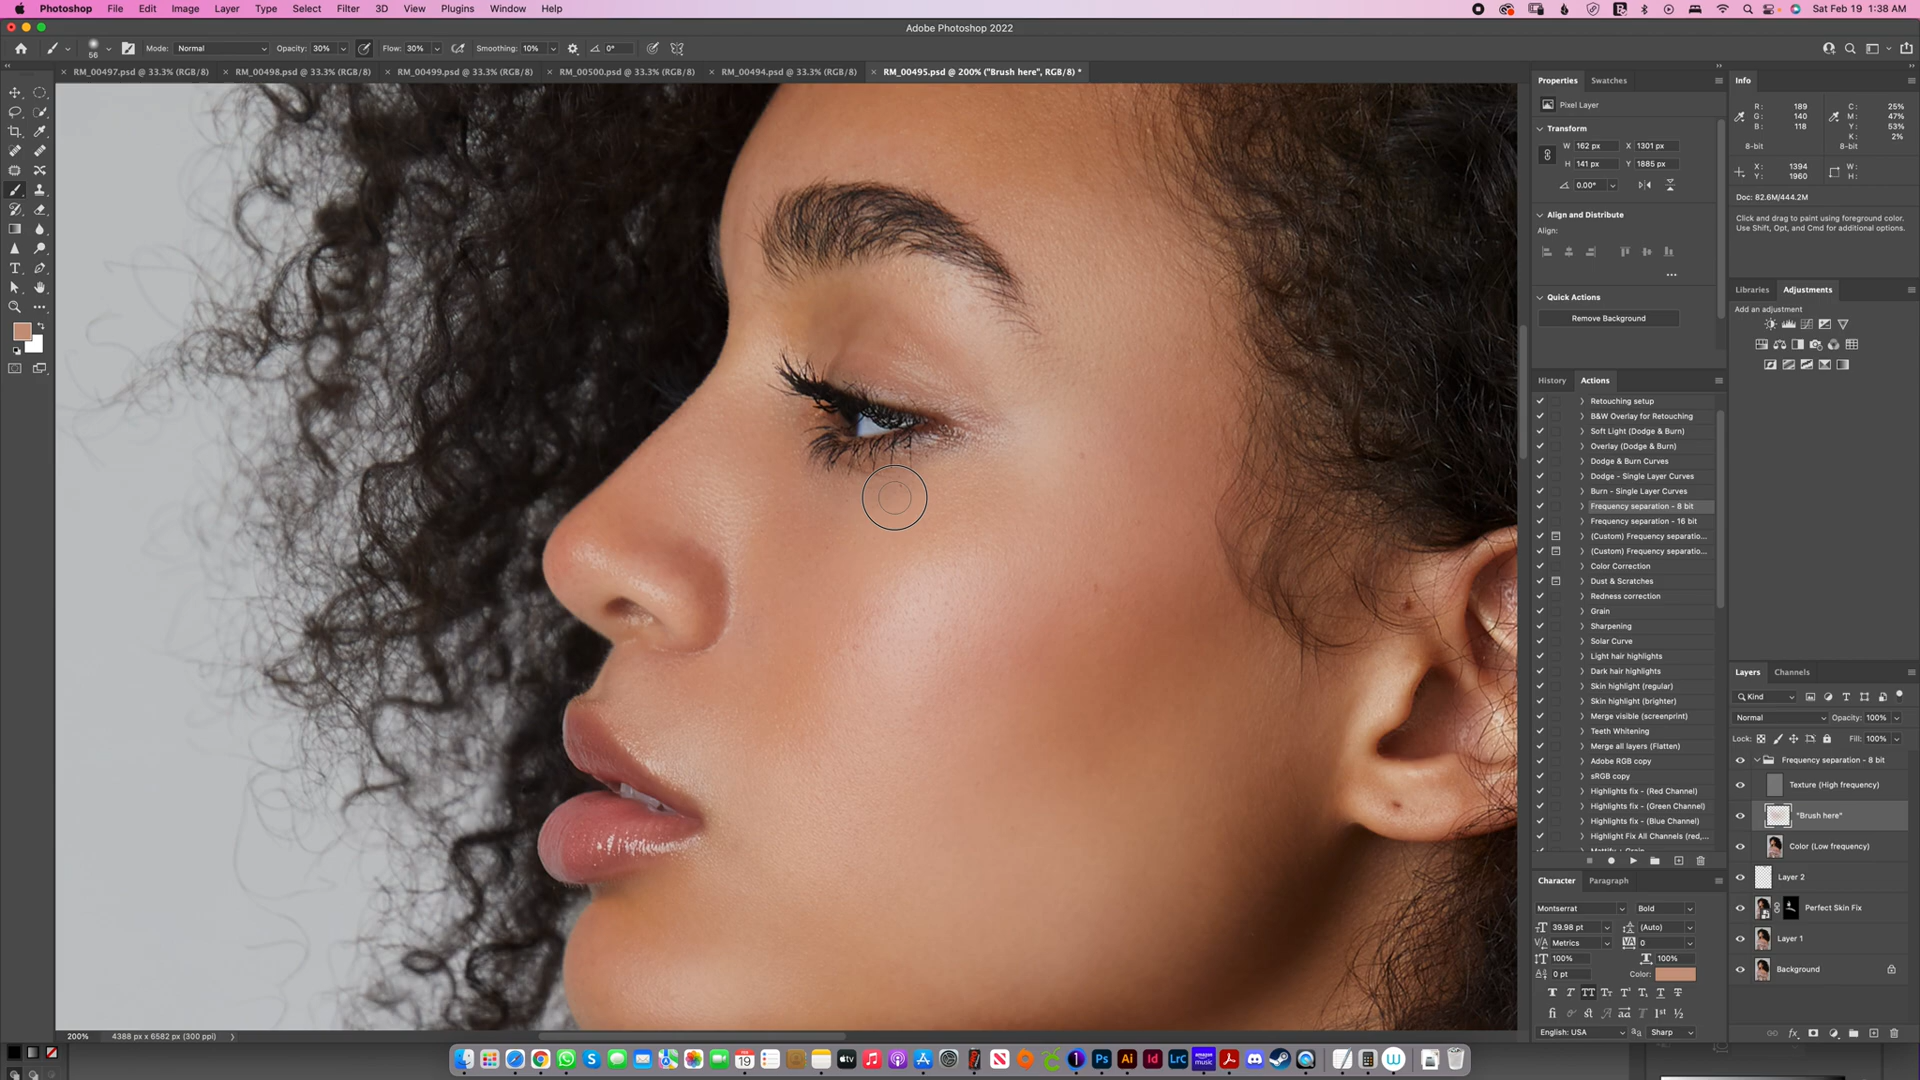 Photoshop File Edit Image Layer Type Select Filter 3D View Plugins Window Help Sat Feb 19 1:38 AM
Adobe Photoshop 2022
56 Mode: Normal Opacity: 30% Flow: 30% Smoothing: 10% 0°
RM_00497.psd @ 33.3% (RGB/8) RM_00498.psd @ 33.3% (RGB/8) RM_00499.psd @ 33.3% (RGB/8) RM_00500.psd @ 33.3% (RGB/8) RM_00494.psd @ 33.3% (RGB/8) RM_00495.psd @ 200% ("Brush here", RGB/8) *
Properties Swatches
Pixel Layer
Transform
W 162 px X 1301 px
H 141 px Y 1885 px
0.00°
Align and Distribute
Align:
Quick Actions
Remove Background
History Actions
Retouching setup
B&W Overlay for Retouching
Soft Light (Dodge & Burn)
Overlay (Dodge & Burn)
Dodge & Burn Curves
Dodge - Single Layer Curves
Burn - Single Layer Curves
Frequency separation - 8 bit
Frequency separation - 16 bit
(Custom) Frequency separatio...
(Custom) Frequency separatio...
Color Correction
Dust & Scratches
Redness correction
Grain
Sharpening
Solar Curve
Light hair highlights
Dark hair highlights
Skin highlight (regular)
Skin highlight (brighter)
Merge visible (screenprint)
Teeth Whitening
Merge all layers (Flatten)
Adobe RGB copy
sRGB copy
Highlights fix - (Red Channel)
Highlights fix - (Green Channel)
Highlights fix - (Blue Channel)
Highlight Fix All Channels (red,...
Character Paragraph
Montserrat Bold
39.98 pt (Auto)
Metrics 0
100% 100%
0 pt Color:
English: USA Sharp
Info
R: 189 C: 25%
G: 140 M: 47%
B: 118 Y: 53%
K: 2%
8-bit 8-bit
X: 1394 W:
Y: 1960 H:
Doc: 82.6M/444.2M
Click and drag to paint using foreground color.
Use Shift, Opt, and Cmd for additional options.
Libraries Adjustments
Add an adjustment
Layers Channels
Kind
Normal Opacity: 100%
Lock: Fill: 100%
Frequency separation - 8 bit
Texture (High frequency)
"Brush here"
Color (Low frequency)
Layer 2
Perfect Skin Fix
Layer 1
Background
200% 4388 px x 6582 px (300 ppi)